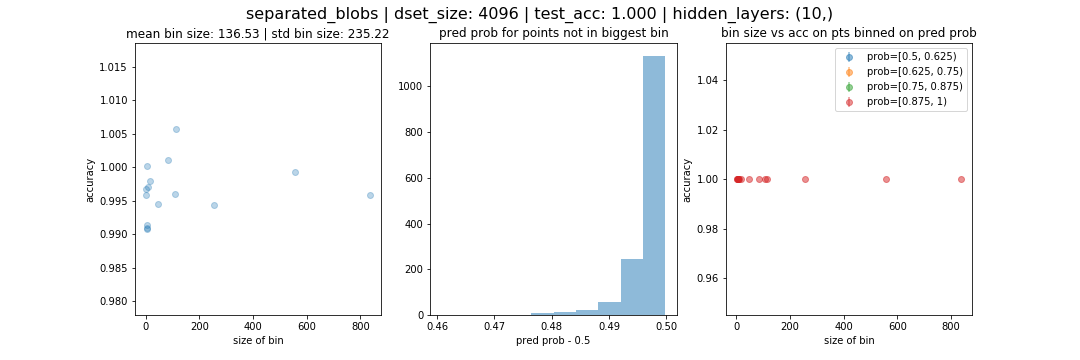 separated_blobs | dset_size: 4096 | test_acc: 1.000 | hidden_layers: (10,)
mean bin size: 136.53 | std bin size: 235.22
1.015
1.010
1.005
1.000
0.995
0.990
0.985
0.980
accuracy
0 200 400 600 800
size of bin
pred prob for points not in biggest bin
1000
800
600
400
200
0
0.46 0.47 0.48 0.49 0.50
pred prob - 0.5
bin size vs acc on pts binned on pred prob
prob=[0.5, 0.625)
prob=[0.625, 0.75)
prob=[0.75, 0.875)
prob=[0.875, 1)
1.04
1.02
1.00
0.98
0.96
accuracy
0 200 400 600 800
size of bin